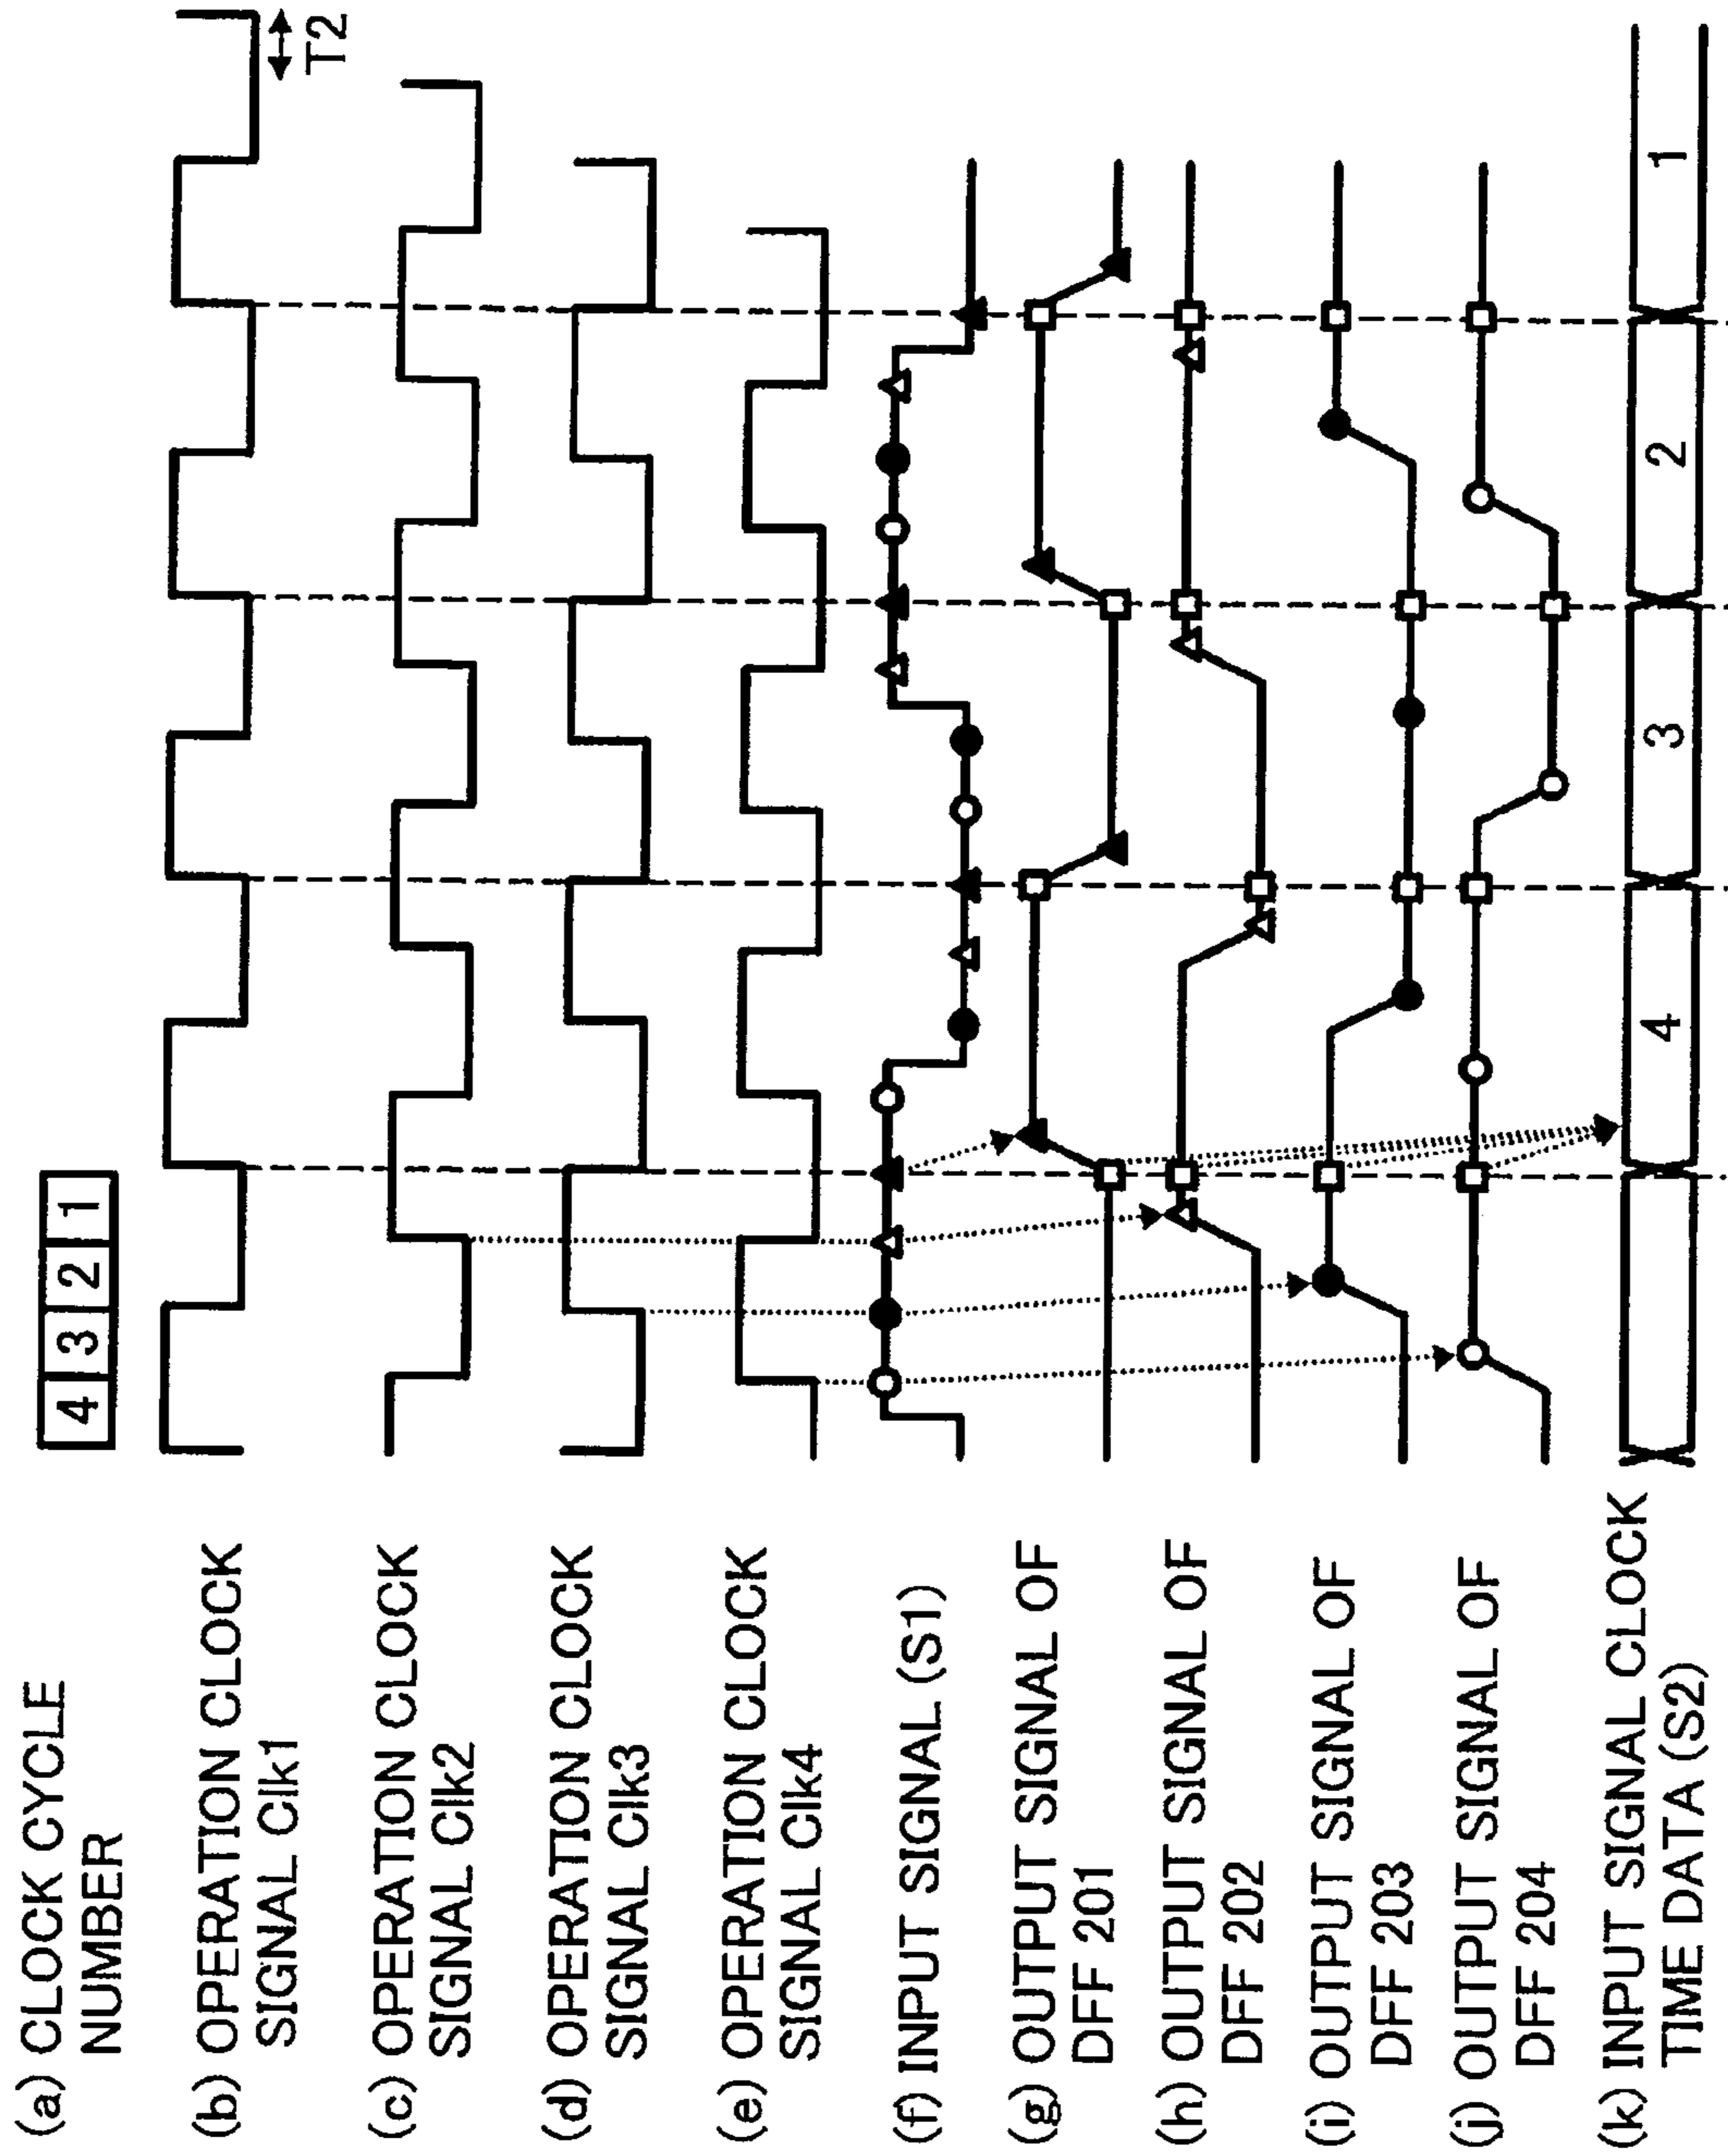 (a) CLOCK CYCLE
NUMBER
4 3 2 1
(b) OPERATION CLOCK
SIGNAL Clk1
T2
(c) OPERATION CLOCK
SIGNAL Clk2
(d) OPERATION CLOCK
SIGNAL Clk3
(e) OPERATION CLOCK
SIGNAL Clk4
(f) INPUT SIGNAL (S1)
(g) OUTPUT SIGNAL OF
DFF 201
(h) OUTPUT SIGNAL OF
DFF 202
(i) OUTPUT SIGNAL OF
DFF 203
(j) OUTPUT SIGNAL OF
DFF 204
(k) INPUT SIGNAL CLOCK
TIME DATA (S2)
4 3 2 1